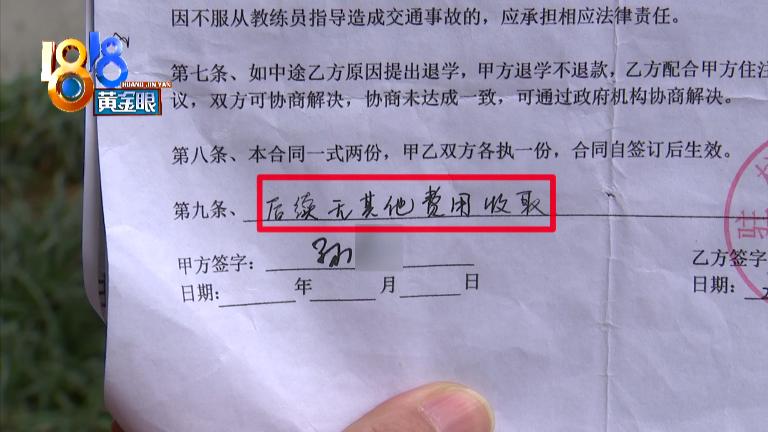 1818
HUANG JIN YAN
黄金眼
因不服从教练员指导造成交通事故的，应承担相应法律责任。
第七条、如中途乙方原因提出退学，甲方退学不退款，乙方配合甲方住注
议，双方可协商解决，协商未达成一致，可通过政府机构协商解决。
第八条、本合同一式两份，甲乙双方各执一份，合同自签订后生效。
第九条、后续无其他费用收取
甲方签字：孙
乙方签字
日期：年月日
日期：
驻